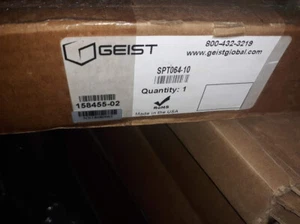 GEIST
800-432-3219
www.geistglobal.com
SPT064-10
Quantity: 1
158455-02
RoHS
Made in the USA